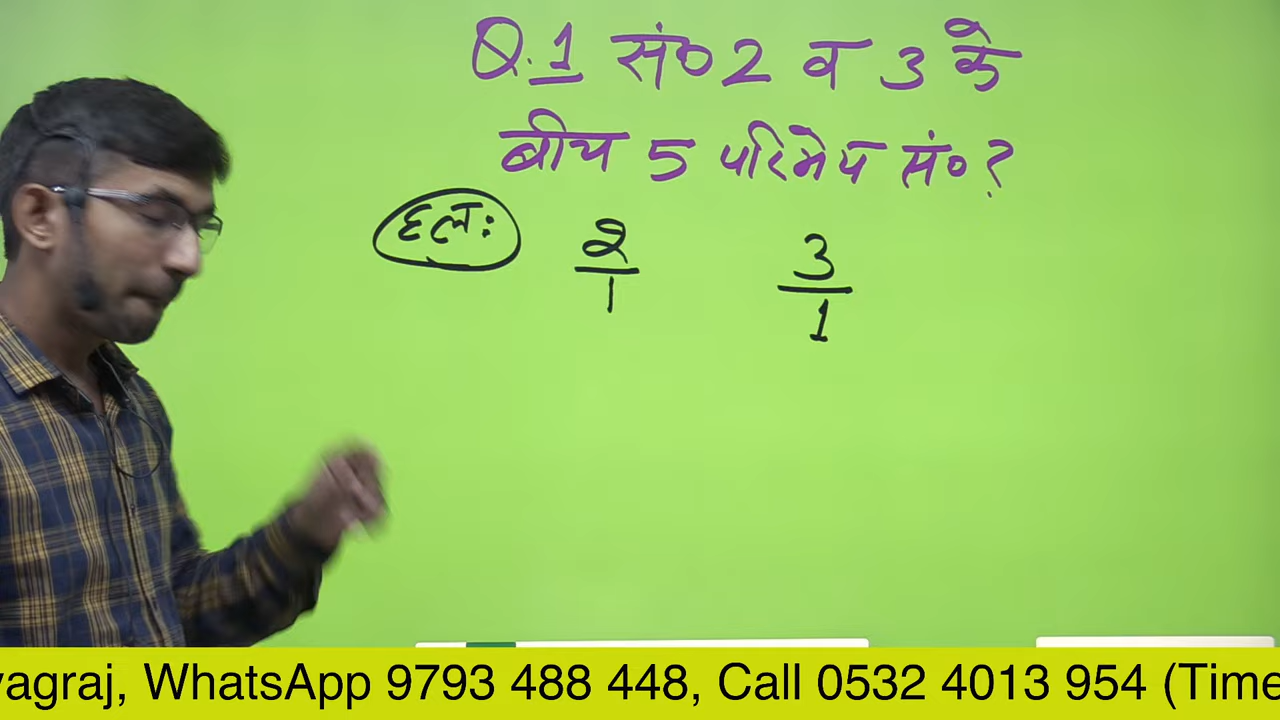 Q.1 सं० 2 व 3 के
बीच 5 परिमेय सं० ?
हलः
2/1 3/1
yagraj, WhatsApp 9793 488 448, Call 0532 4013 954 (Time